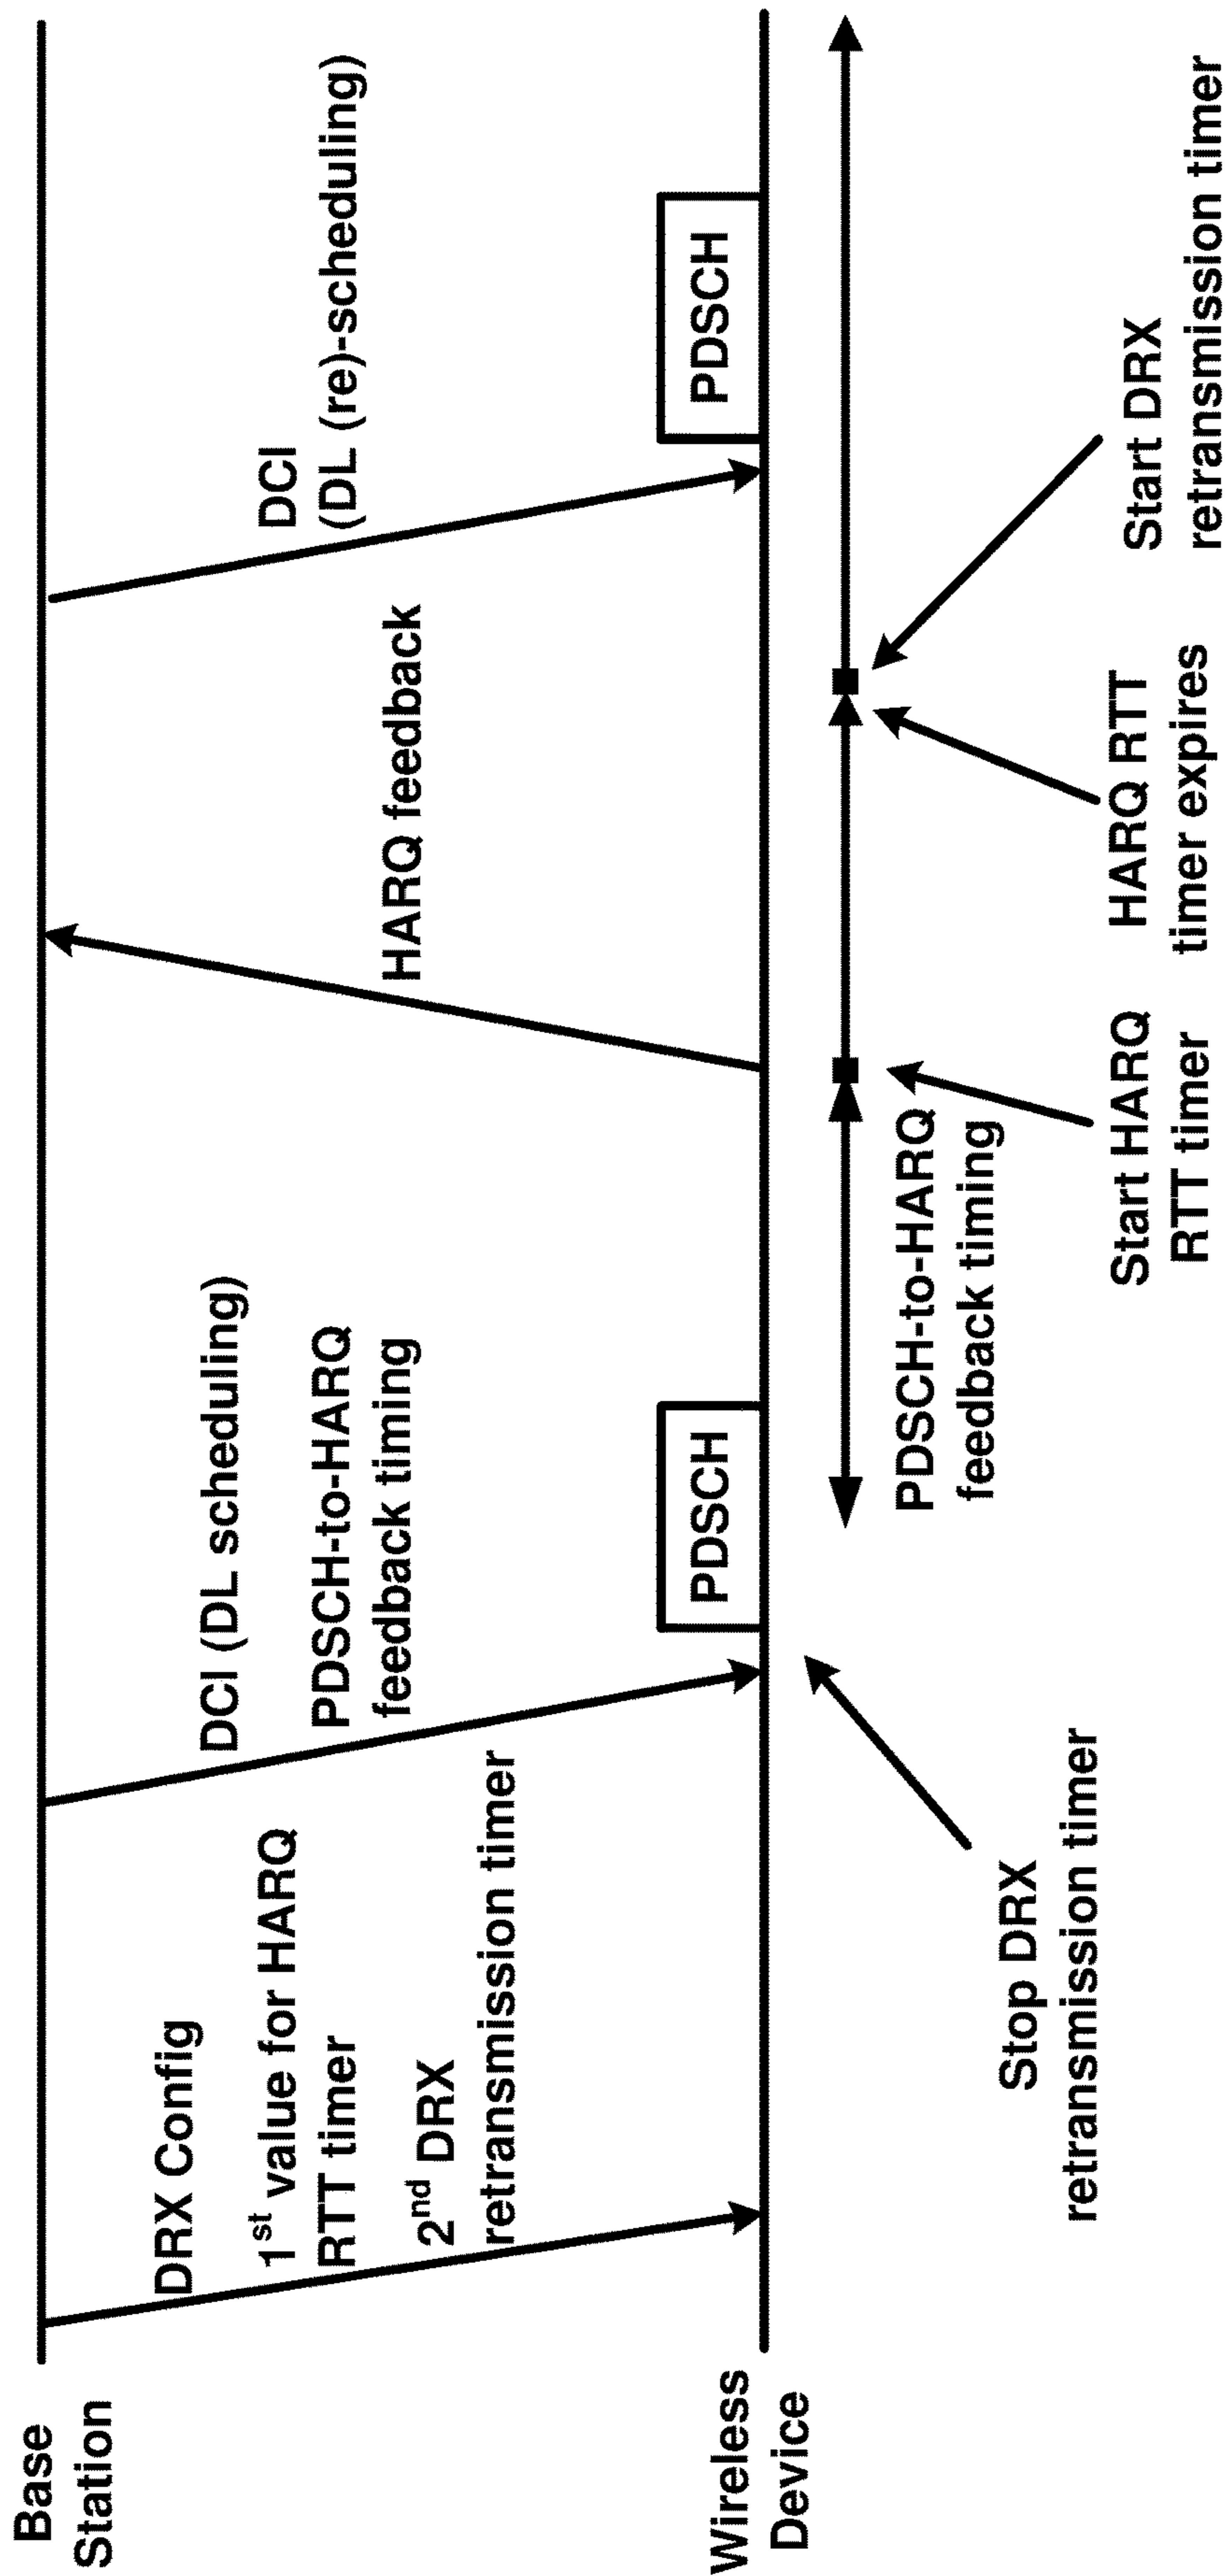 Base
Station
DRX Config
1st value for HARQ
RTT timer
2nd DRX
retransmission timer
DCI (DL scheduling)
PDSCH-to-HARQ
feedback timing
HARQ feedback
DCI
(DL (re)-scheduling)
Wireless
Device
PDSCH
PDSCH
Stop DRX
retransmission timer
PDSCH-to-HARQ
feedback timing
Start HARQ
RTT timer
HARQ RTT
timer expires
Start DRX
retransmission timer